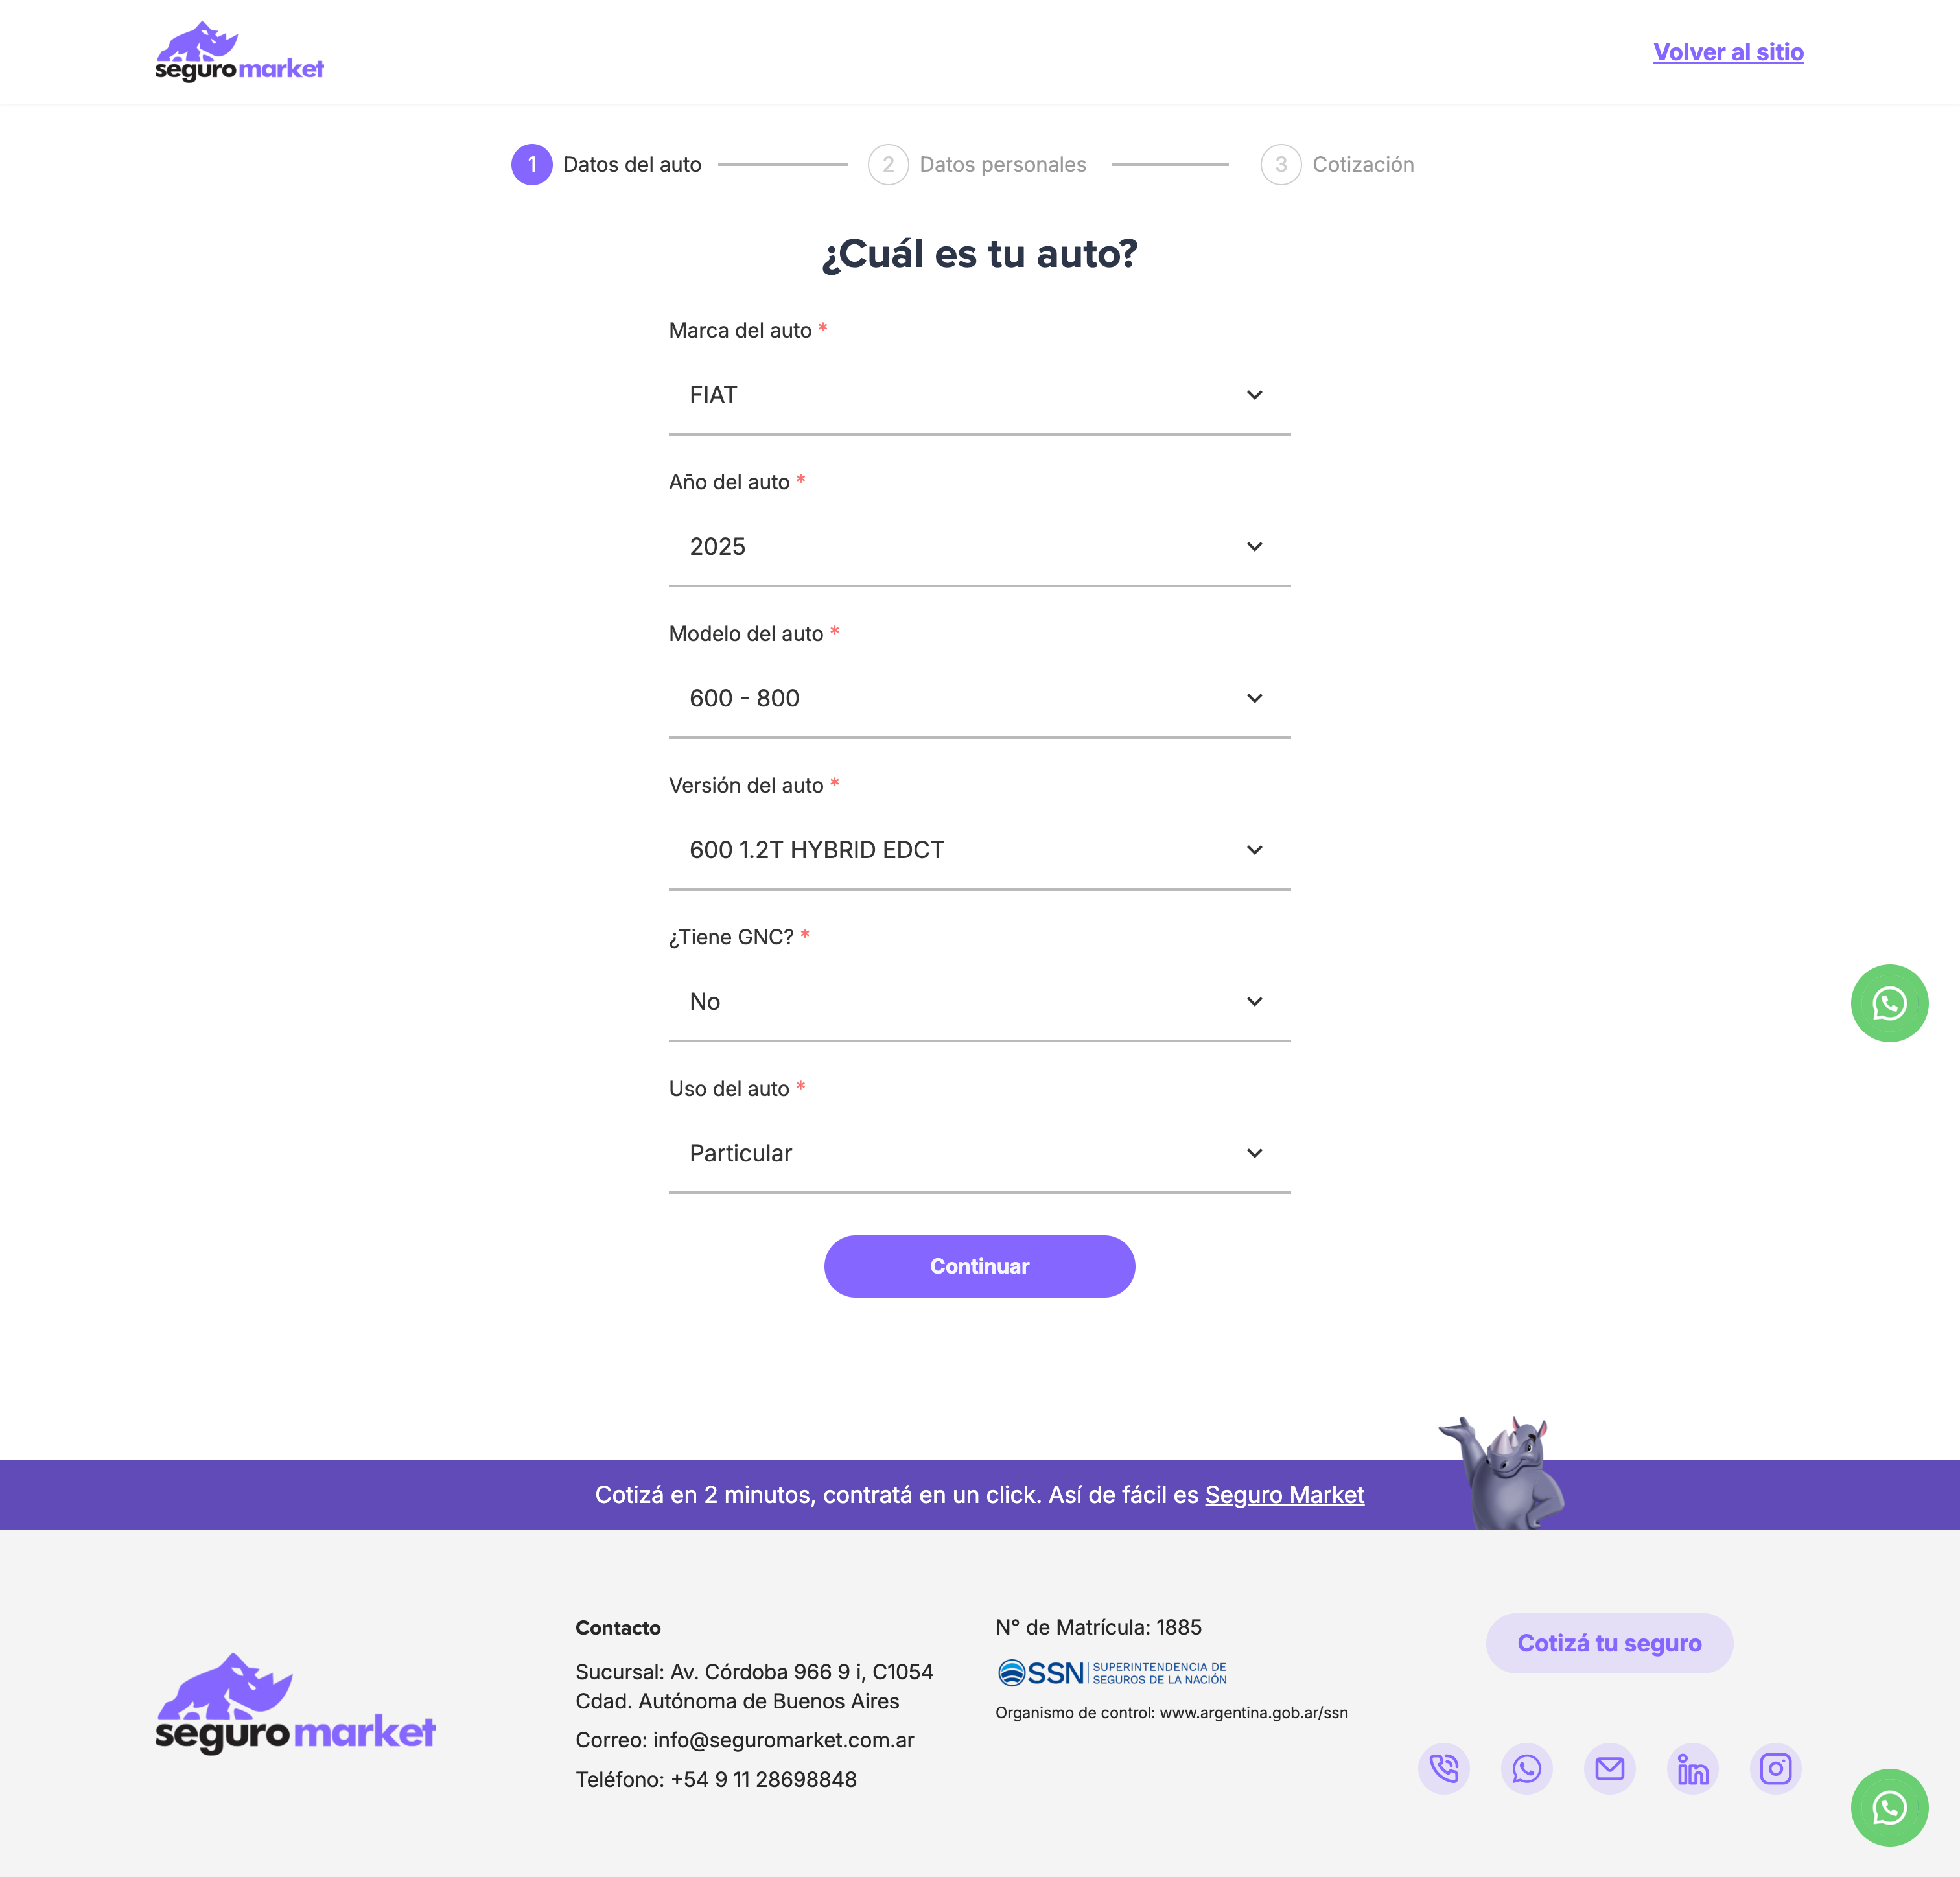 seguromarket
Volver al sitio
1 Datos del auto
2 Datos personales
3 Cotización
¿Cuál es tu auto?
Marca del auto *
FIAT
Año del auto *
2025
Modelo del auto *
600 - 800
Versión del auto *
600 1.2T HYBRID EDCT
¿Tiene GNC? *
No
Uso del auto *
Particular
Continuar
Cotizá en 2 minutos, contratá en un click. Así de fácil es Seguro Market
seguromarket
Contacto
Sucursal: Av. Córdoba 966 9 i, C1054
Cdad. Autónoma de Buenos Aires
Correo: info@seguromarket.com.ar
Teléfono: +54 9 11 28698848
N° de Matrícula: 1885
SSN SUPERINTENDENCIA DE
SEGUROS DE LA NACIÓN
Organismo de control: www.argentina.gob.ar/ssn
Cotizá tu seguro
in